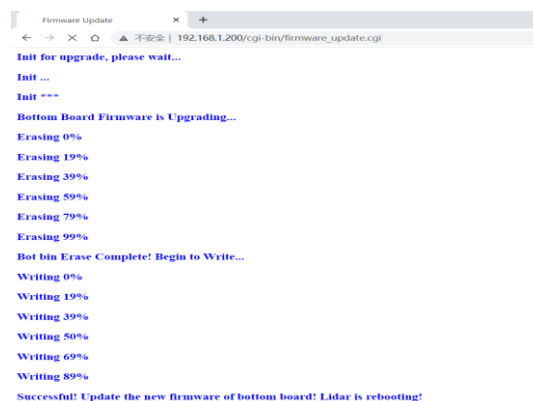 Firmware Update
不安全 | 192.168.1.200/cgi-bin/firmware_update.cgi
Init for upgrade, please wait...
Init ...
Init ***
Bottom Board Firmware is Upgrading...
Erasing 0%
Erasing 19%
Erasing 39%
Erasing 59%
Erasing 79%
Erasing 99%
Bot bin Erase Complete! Begin to Write...
Writing 0%
Writing 19%
Writing 39%
Writing 50%
Writing 69%
Writing 89%
Successful! Update the new firmware of bottom board! Lidar is rebooting!